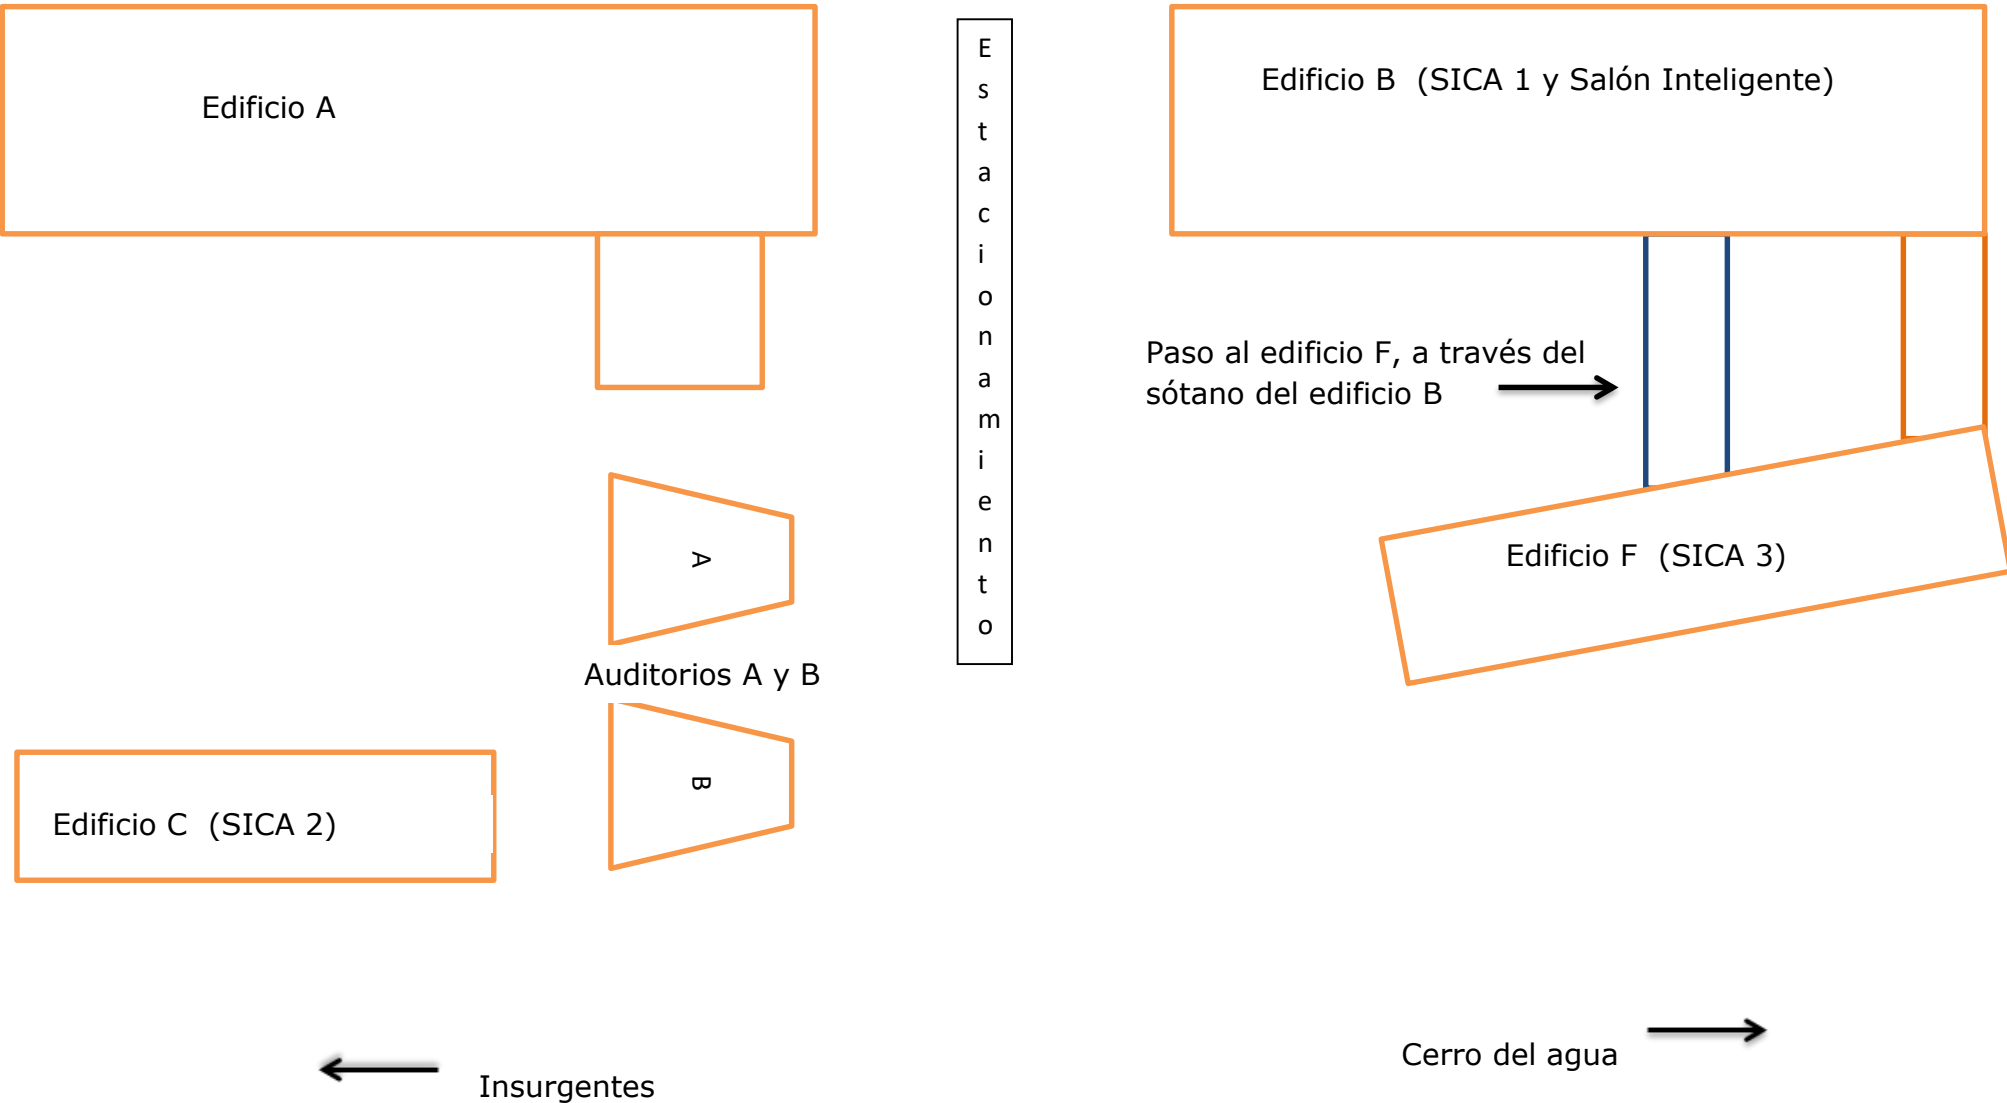 Edificio A
Estacionamiento
Edificio B (SICA 1 y Salón Inteligente)
Paso al edificio F, a través del
sótano del edificio B
A
Edificio F (SICA 3)
Auditorios A y B
B
Edificio C (SICA 2)
Cerro del agua
Insurgentes